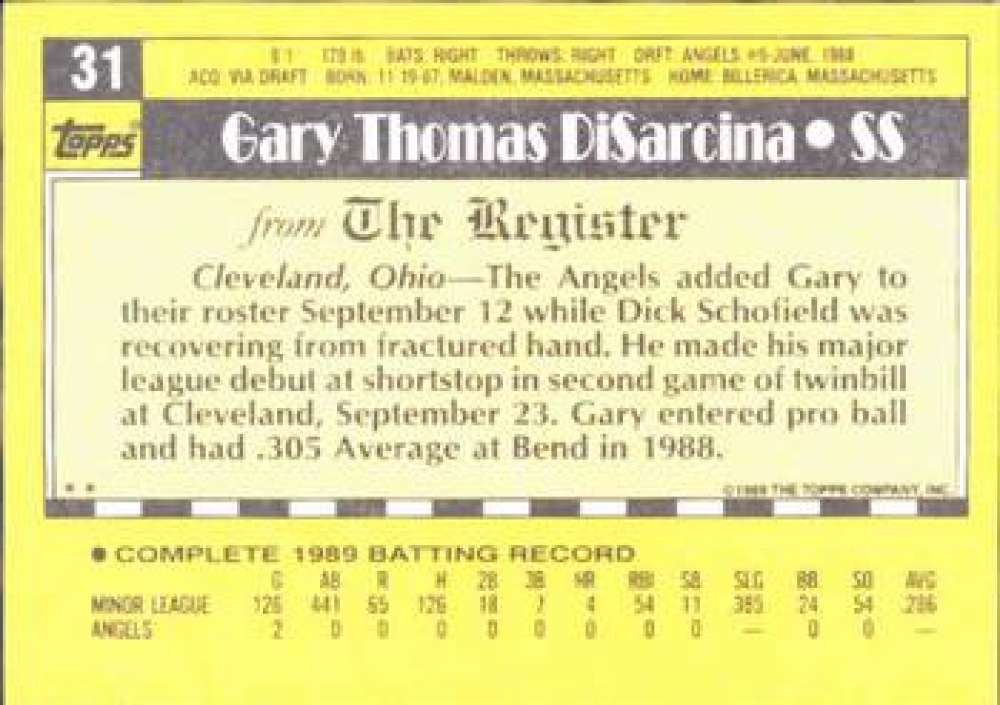 31
6'1" 178 lb. BATS: RIGHT THROWS: RIGHT DRFT: ANGELS #6-JUNE, 1988
ACQ: VIA DRAFT BORN: 11-19-67, MALDEN, MASSACHUSETTS HOME: BILLERICA, MASSACHUSETTS
Topps®
Gary Thomas DiSarcina • SS
from The Register
Cleveland, Ohio—The Angels added Gary to
their roster September 12 while Dick Schofield was
recovering from fractured hand. He made his major
league debut at shortstop in second game of twinbill
at Cleveland, September 23. Gary entered pro ball
and had .305 Average at Bend in 1988.
* *
©1989 THE TOPPS COMPANY, INC.
● COMPLETE 1989 BATTING RECORD
G AB R H 2B 3B HR RBI SB SLG BB SO AVG
MINOR LEAGUE 126 441 65 126 18 7 4 54 11 .385 24 54 .286
ANGELS 2 0 0 0 0 0 0 0 0 — 0 0 —